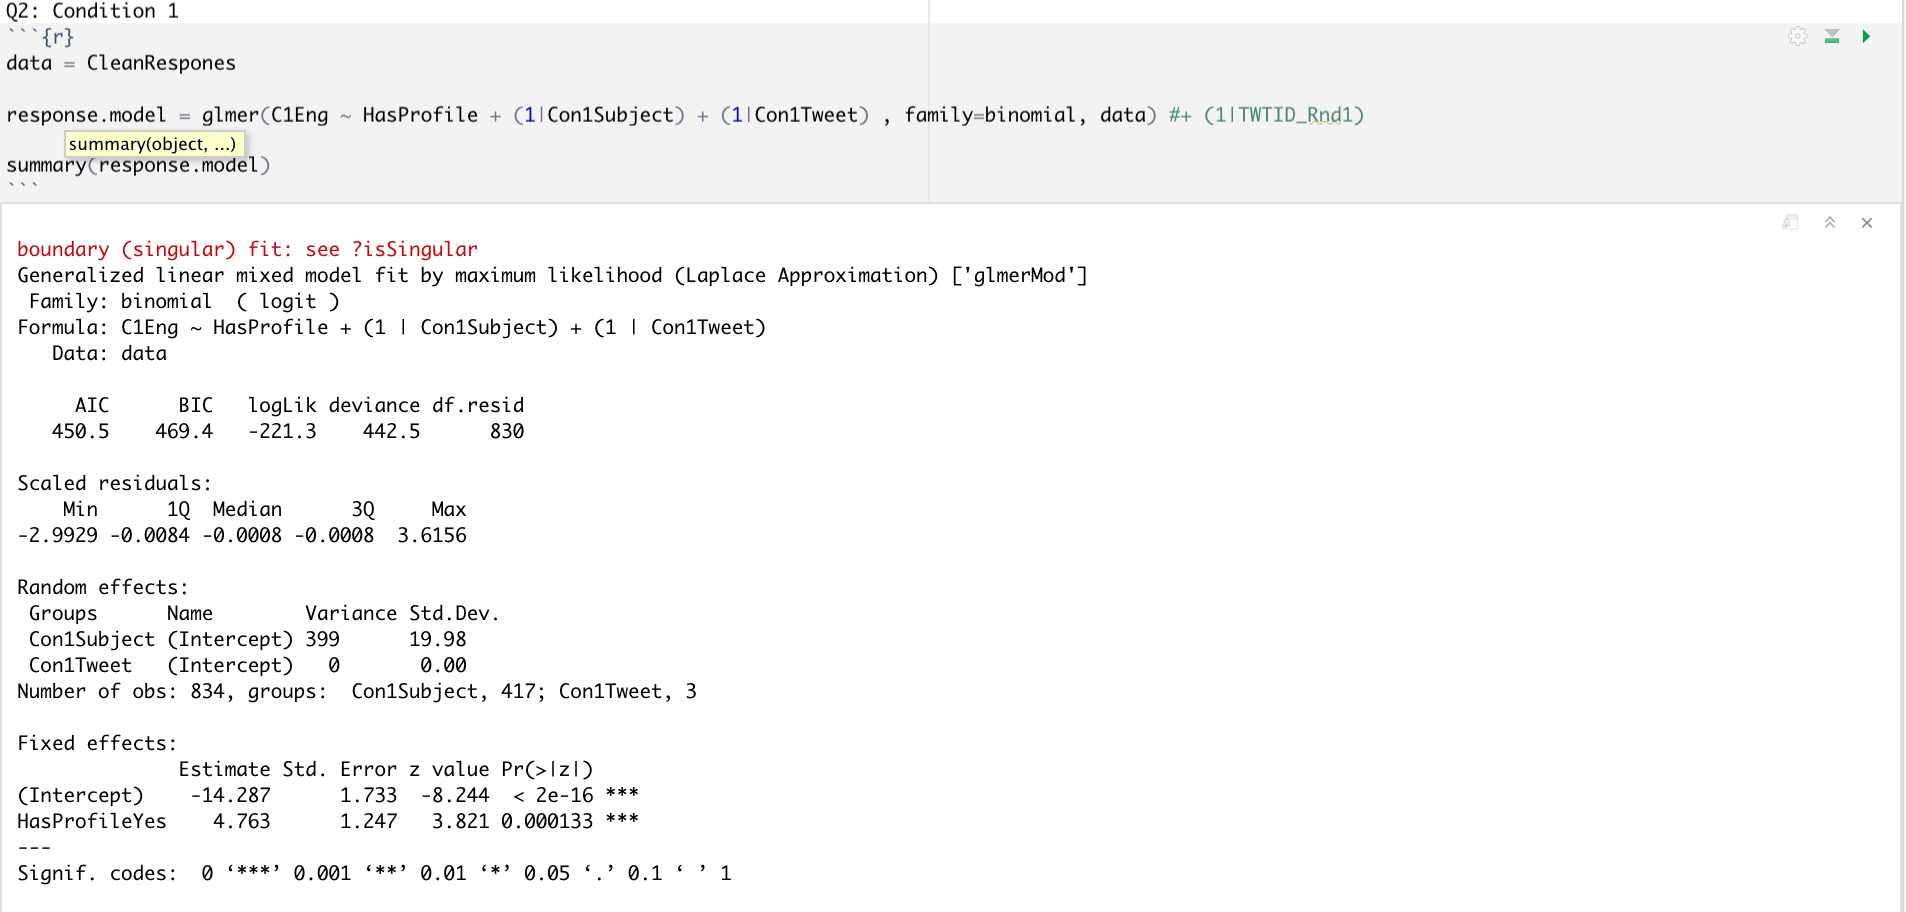 Q2: Condition 1
```{r}
data = CleanRespones
response.model = glmer(C1Eng ~ HasProfile + (1|Con1Subject) + (1|Con1Tweet) , family=binomial, data) #+ (1|TWTID_Rnd1)
summary(object, ...)
summary(response.model)
```
boundary (singular) fit: see ?isSingular
Generalized linear mixed model fit by maximum likelihood (Laplace Approximation) ['glmerMod']
 Family: binomial  ( logit )
Formula: C1Eng ~ HasProfile + (1 | Con1Subject) + (1 | Con1Tweet)
   Data: data
     AIC      BIC   logLik deviance df.resid
   450.5    469.4   -221.3    442.5      830
Scaled residuals:
    Min      1Q  Median      3Q     Max
-2.9929 -0.0084 -0.0008 -0.0008  3.6156
Random effects:
 Groups      Name        Variance Std.Dev.
 Con1Subject (Intercept) 399      19.98
 Con1Tweet   (Intercept)   0       0.00
Number of obs: 834, groups:  Con1Subject, 417; Con1Tweet, 3
Fixed effects:
              Estimate Std. Error z value Pr(>|z|)
(Intercept)    -14.287      1.733  -8.244  < 2e-16 ***
HasProfileYes    4.763      1.247   3.821 0.000133 ***
---
Signif. codes:  0 ‘***’ 0.001 ‘**’ 0.01 ‘*’ 0.05 ‘.’ 0.1 ‘ ’ 1